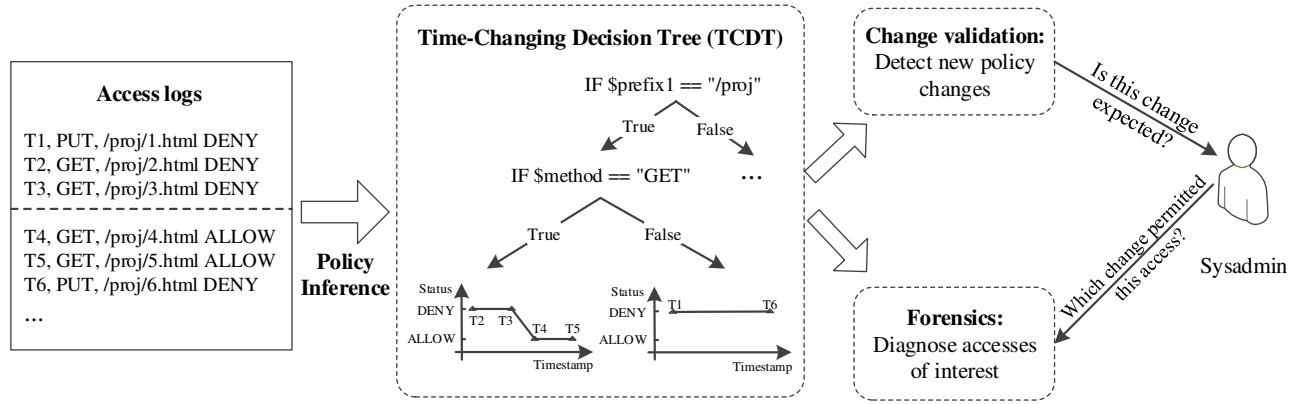 Access logs
T1, PUT, /proj/1.html DENY
T2, GET, /proj/2.html DENY
T3, GET, /proj/3.html DENY
T4, GET, /proj/4.html ALLOW
T5, GET, /proj/5.html ALLOW
T6, PUT, /proj/6.html DENY
...
Policy
Inference
Time-Changing Decision Tree (TCDT)
IF $prefix1 == "/proj"
True
False
IF $method == "GET"
...
True
False
Status
DENY
ALLOW
T2
T3
T4
T5
Timestamp
Status
DENY
ALLOW
T1
T6
Timestamp
Change validation:
Detect new policy
changes
Is this change
expected?
Sysadmin
Which change permitted
this access?
Forensics:
Diagnose accesses
of interest